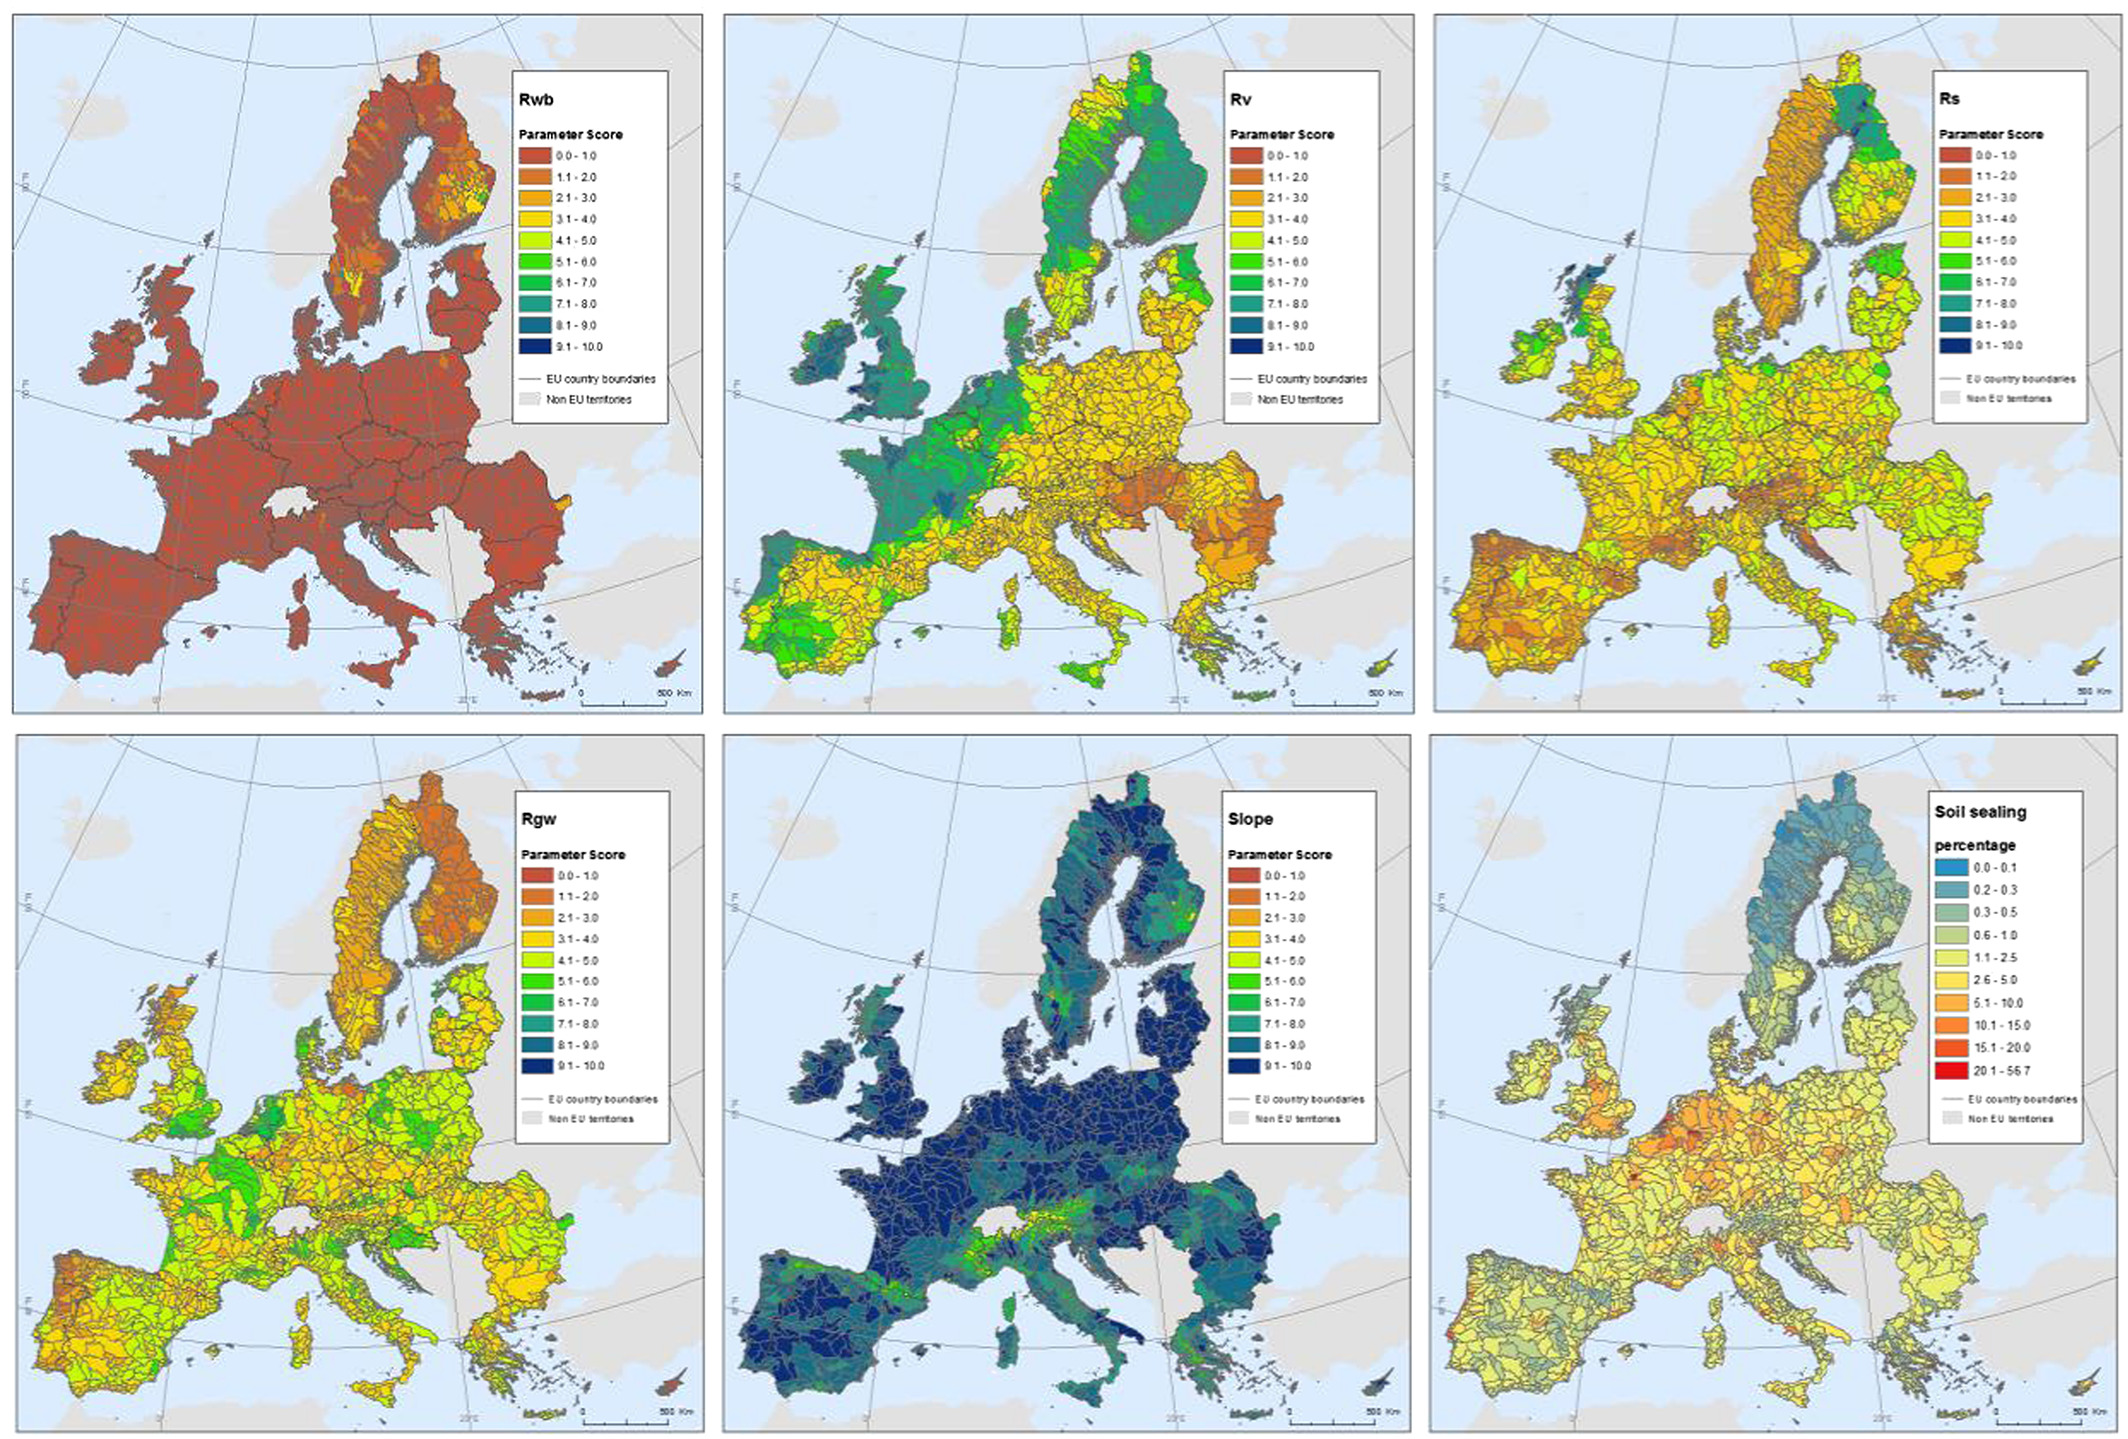 Rwb
Parameter Score
0.0 - 1.0
1.1 - 2.0
2.1 - 3.0
3.1 - 4.0
4.1 - 5.0
5.1 - 6.0
6.1 - 7.0
7.1 - 8.0
8.1 - 9.0
9.1 - 10.0
EU country boundaries
Non EU territories
0 500 Km
Rv
Parameter Score
0.0 - 1.0
1.1 - 2.0
2.1 - 3.0
3.1 - 4.0
4.1 - 5.0
5.1 - 6.0
6.1 - 7.0
7.1 - 8.0
8.1 - 9.0
9.1 - 10.0
EU country boundaries
Non EU territories
0 500 Km
Rs
Parameter Score
0.0 - 1.0
1.1 - 2.0
2.1 - 3.0
3.1 - 4.0
4.1 - 5.0
5.1 - 6.0
6.1 - 7.0
7.1 - 8.0
8.1 - 9.0
9.1 - 10.0
EU country boundaries
Non EU territories
0 500 Km
Rgw
Parameter Score
0.0 - 1.0
1.1 - 2.0
2.1 - 3.0
3.1 - 4.0
4.1 - 5.0
5.1 - 6.0
6.1 - 7.0
7.1 - 8.0
8.1 - 9.0
9.1 - 10.0
EU country boundaries
Non EU territories
0 500 Km
Slope
Parameter Score
0.0 - 1.0
1.1 - 2.0
2.1 - 3.0
3.1 - 4.0
4.1 - 5.0
5.1 - 6.0
6.1 - 7.0
7.1 - 8.0
8.1 - 9.0
9.1 - 10.0
EU country boundaries
Non EU territories
0 500 Km
Soil sealing
percentage
0.0 - 0.1
0.2 - 0.3
0.3 - 0.5
0.6 - 1.0
1.1 - 2.5
2.6 - 5.0
5.1 - 10.0
10.1 - 15.0
15.1 - 20.0
20.1 - 56.7
EU country boundaries
Non EU territories
0 500 Km